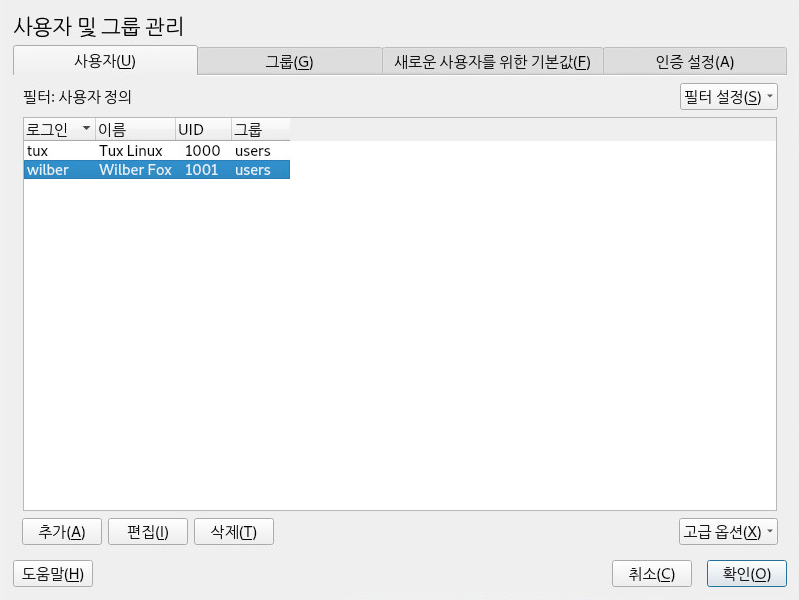 사용자 및 그룹 관리
사용자(U) 그룹(G) 새로운 사용자를 위한 기본값(F) 인증 설정(A)
필터: 사용자 정의 필터 설정(S)
로그인 이름 UID 그룹
tux Tux Linux 1000 users
wilber Wilber Fox 1001 users
추가(A) 편집(I) 삭제(T) 고급 옵션(X)
도움말(H) 취소(C) 확인(O)